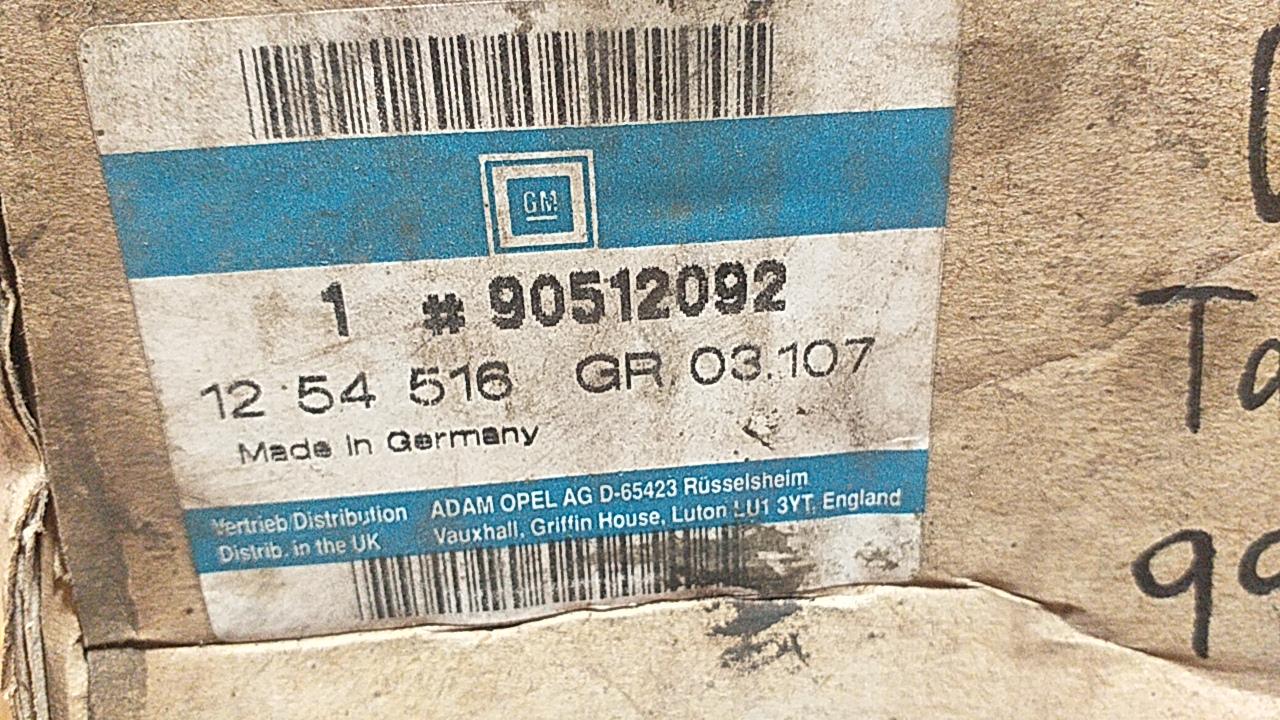 GM
1 # 90512092
12 54 516 GR 03.107
Made in Germany
Vertrieb/Distribution ADAM OPEL AG D-65423 Rüsselsheim
Distrib. in the UK Vauxhall, Griffin House, Luton LU1 3YT, England